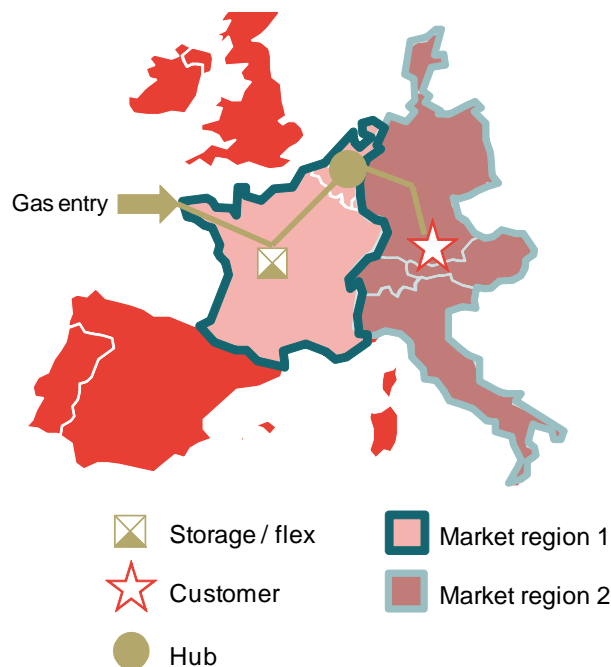 Gas entry
Storage / flex
Market region 1
Customer
Market region 2
Hub